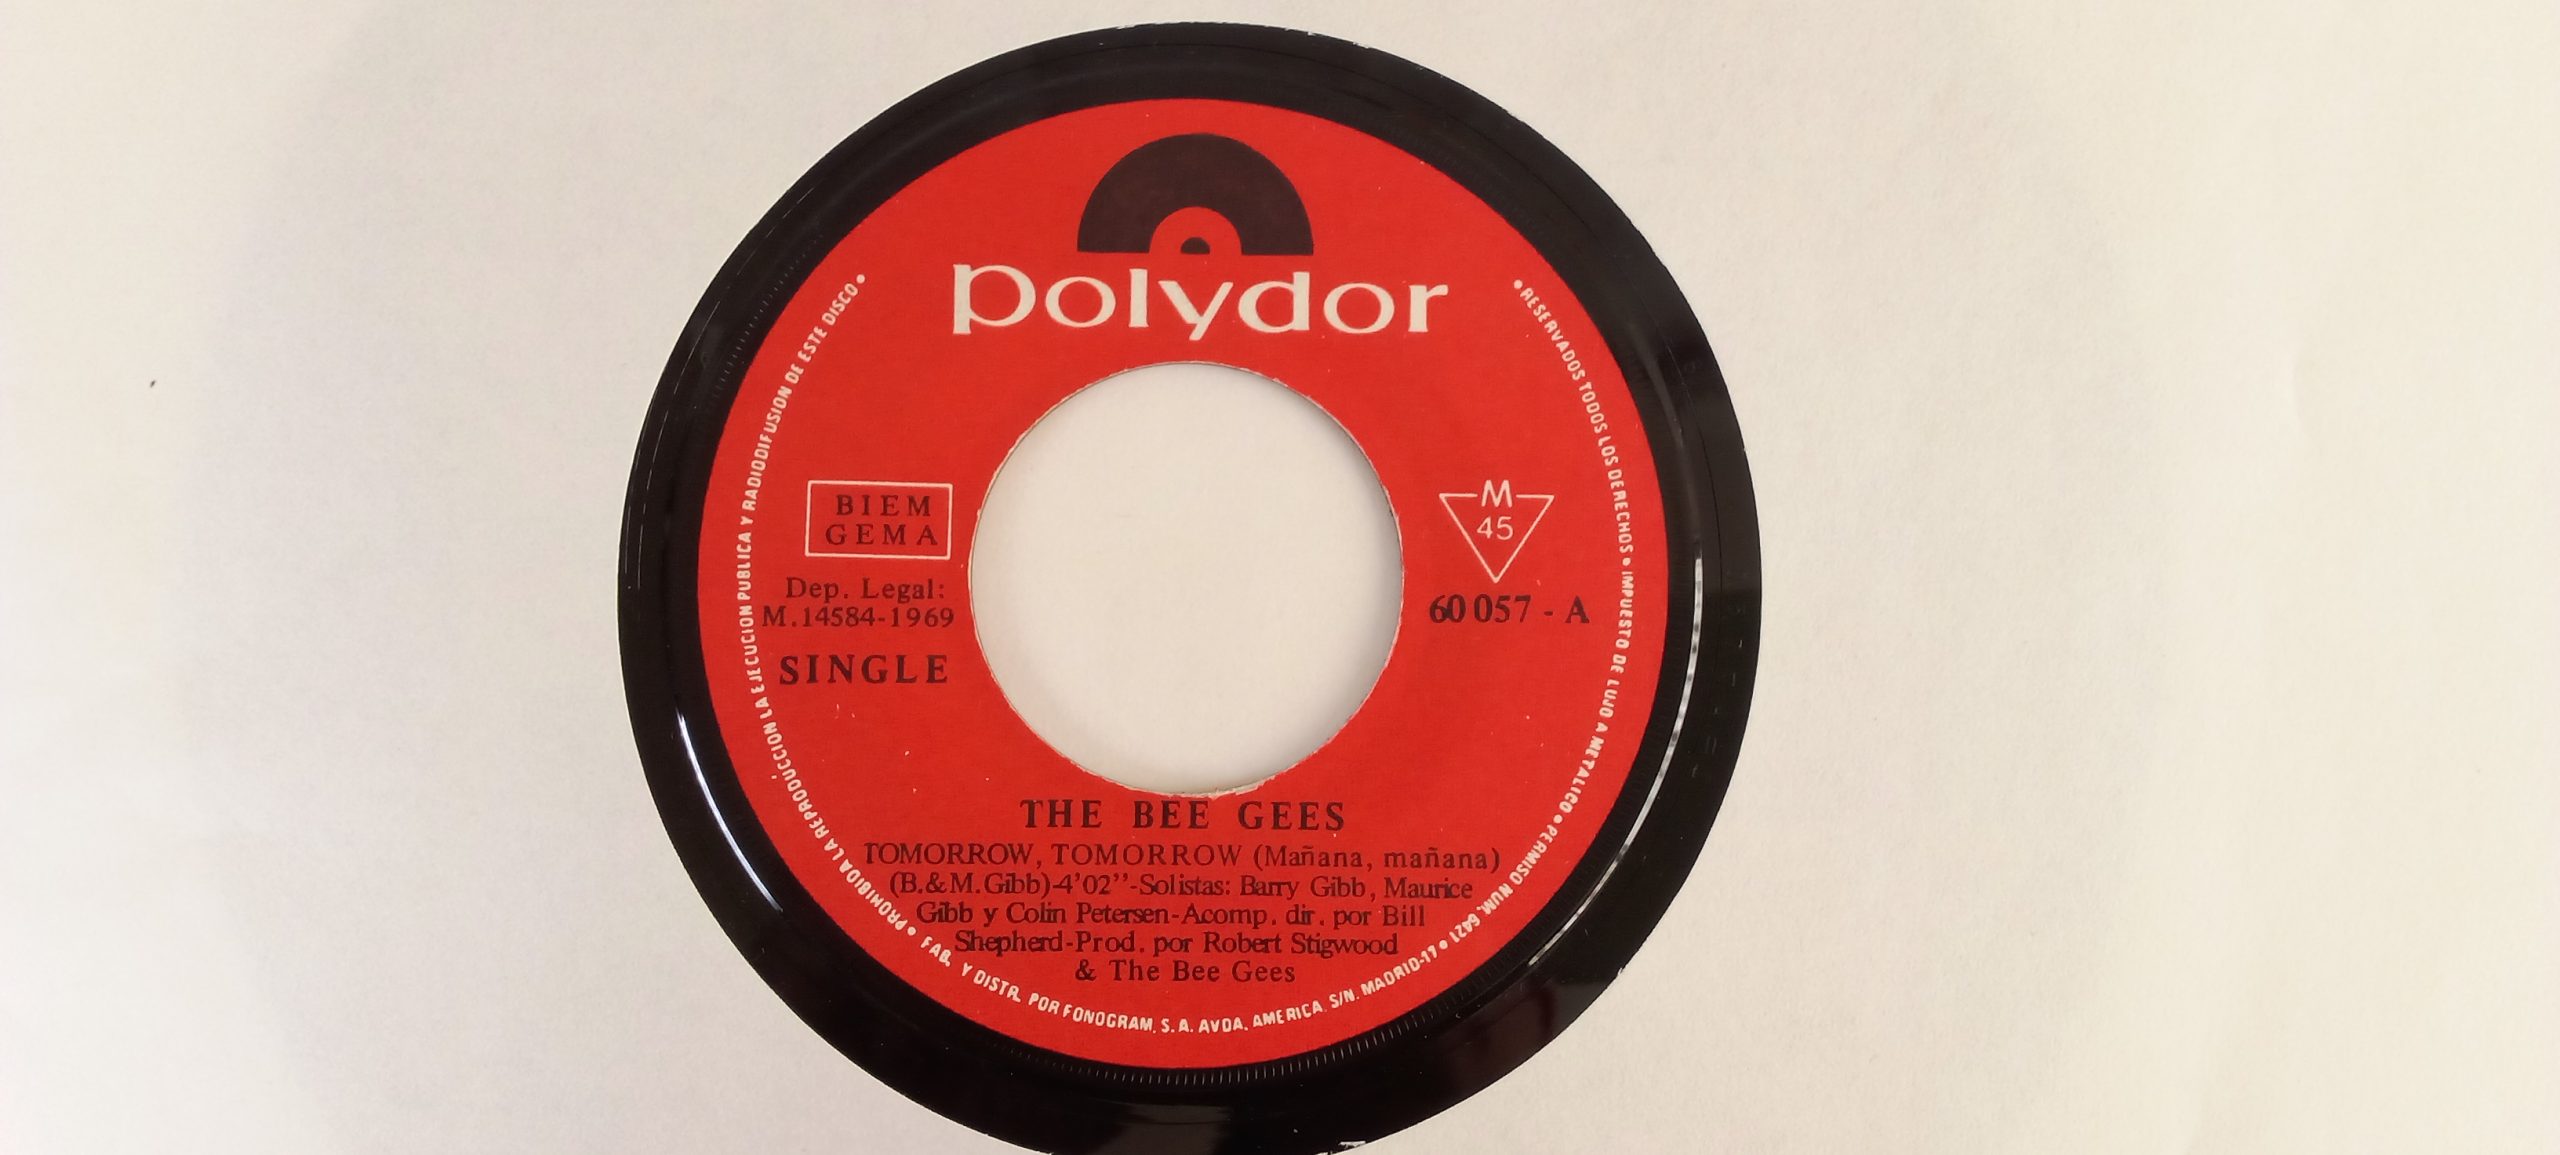 polydor
BIEM
GEMA
Dep. Legal:
M.14584-1969
SINGLE
M
45
60 057 - A
THE BEE GEES
TOMORROW, TOMORROW (Mañana, mañana)
(B.&M.Gibb)-4'02''-Solistas: Barry Gibb, Maurice
Gibb y Colin Petersen-Acomp. dir. por Bill
Shepherd-Prod. por Robert Stigwood
& The Bee Gees
• PROHIBIDA LA REPRODUCCION LA EJECUCION PUBLICA Y RADIODIFUSION DE ESTE DISCO •
• RESERVADOS TODOS LOS DERECHOS • IMPUESTO DE LUJO A METALICO • PERMISO NUM. 6421 •
FAB. Y DISTR. POR FONOGRAM, S. A. AVDA. AMERICA. S/N. MADRID-17